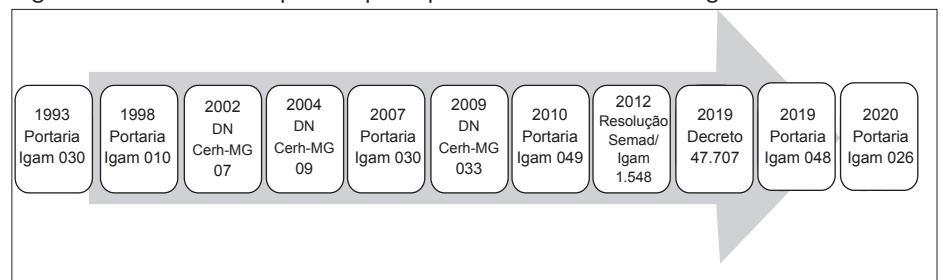 1993
Portaria
Igam 030
1998
Portaria
Igam 010
2002
DN
Cerh-MG
07
2004
DN
Cerh-MG
09
2007
Portaria
Igam 030
2009
DN
Cerh-MG
033
2010
Portaria
Igam 049
2012
Resolução
Semad/
Igam
1.548
2019
Decreto
47.707
2019
Portaria
Igam 048
2020
Portaria
Igam 026